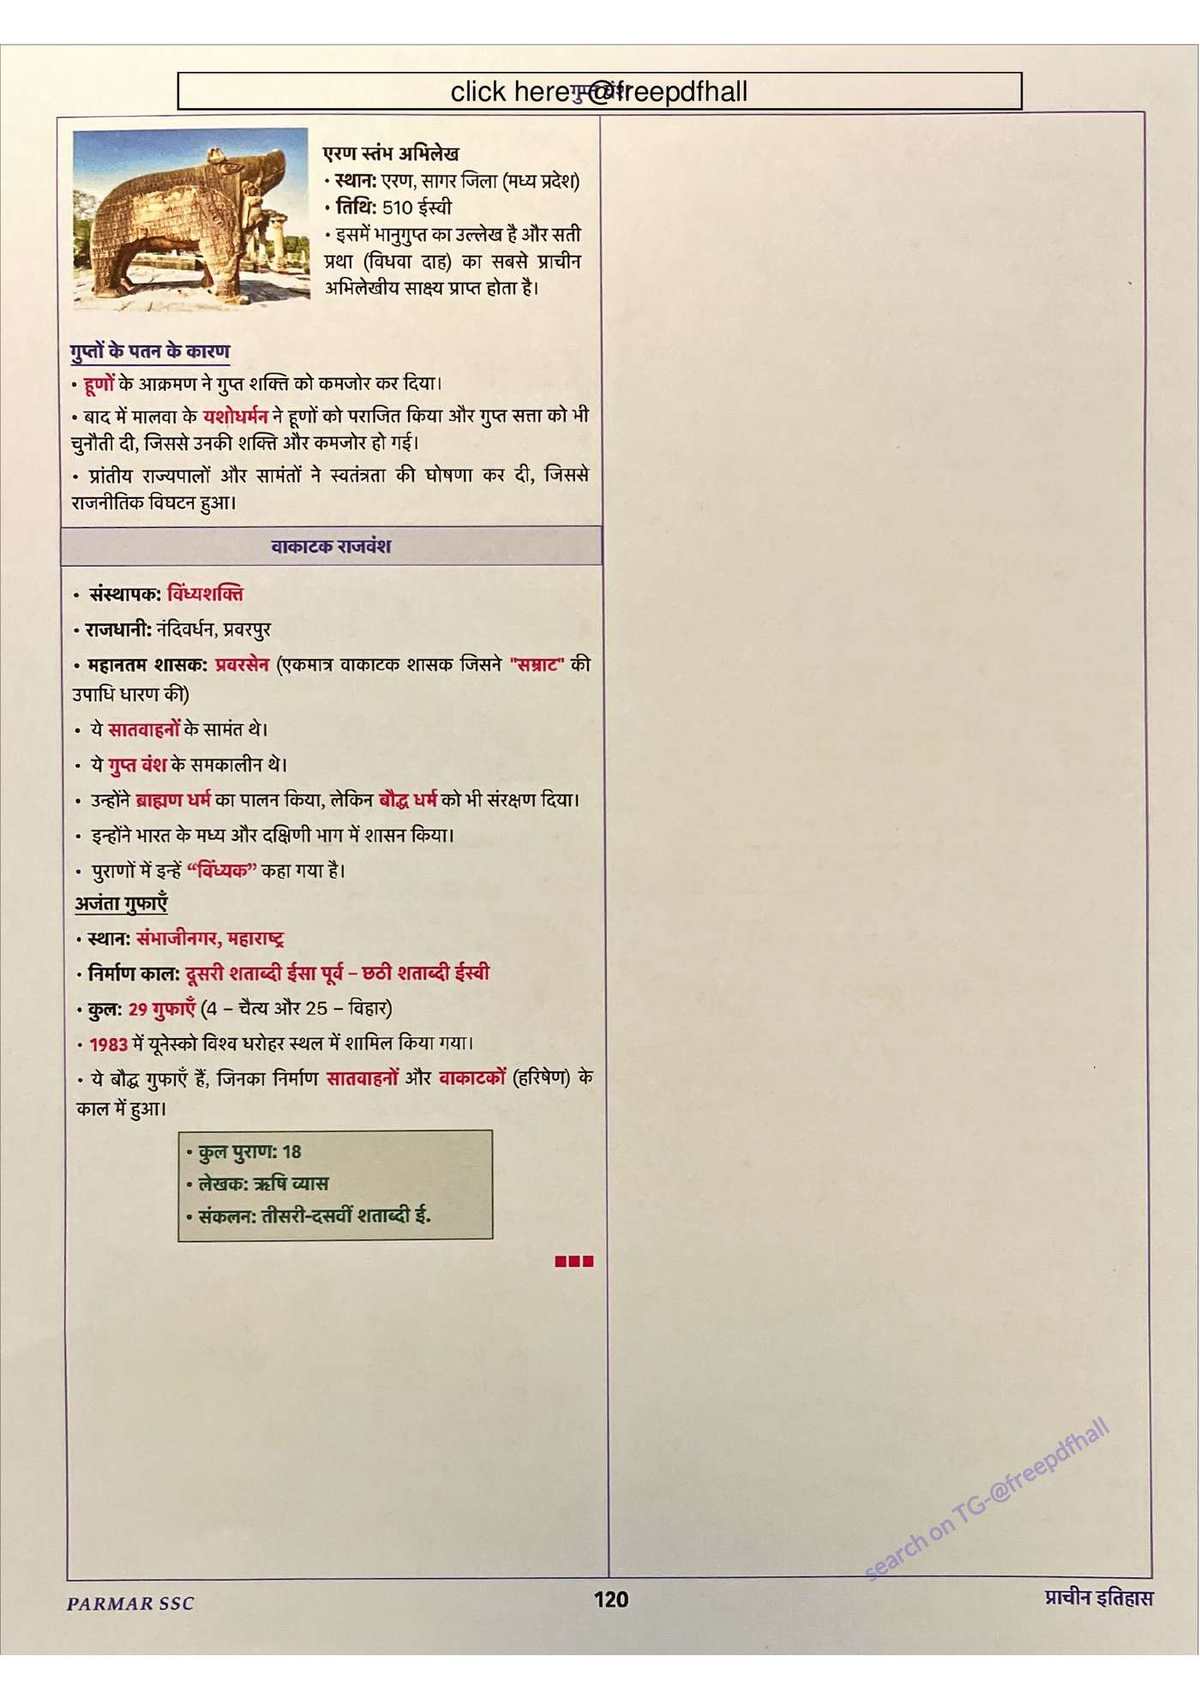 click here :- @freepdfhall
गुप्त वंश
एरण स्तंभ अभिलेख
• स्थान: एरण, सागर जिला (मध्य प्रदेश)
• तिथि: 510 ईस्वी
• इसमें भानुगुप्त का उल्लेख है और सती
प्रथा (विधवा दाह) का सबसे प्राचीन
अभिलेखीय साक्ष्य प्राप्त होता है।
गुप्तों के पतन के कारण
• हूणों के आक्रमण ने गुप्त शक्ति को कमजोर कर दिया।
• बाद में मालवा के यशोधर्मन ने हूणों को पराजित किया और गुप्त सत्ता को भी
चुनौती दी, जिससे उनकी शक्ति और कमजोर हो गई।
• प्रांतीय राज्यपालों और सामंतों ने स्वतंत्रता की घोषणा कर दी, जिससे
राजनीतिक विघटन हुआ।
वाकाटक राजवंश
• संस्थापक: विंध्यशक्ति
• राजधानी: नंदिवर्धन, प्रवरपुर
• महानतम शासक: प्रवरसेन (एकमात्र वाकाटक शासक जिसने "सम्राट" की
उपाधि धारण की)
• ये सातवाहनों के सामंत थे।
• ये गुप्त वंश के समकालीन थे।
• उन्होंने ब्राह्मण धर्म का पालन किया, लेकिन बौद्ध धर्म को भी संरक्षण दिया।
• इन्होंने भारत के मध्य और दक्षिणी भाग में शासन किया।
• पुराणों में इन्हें “विंध्यक” कहा गया है।
अजंता गुफाएँ
• स्थान: संभाजीनगर, महाराष्ट्र
• निर्माण काल: दूसरी शताब्दी ईसा पूर्व – छठी शताब्दी ईस्वी
• कुल: 29 गुफाएँ (4 – चैत्य और 25 – विहार)
• 1983 में यूनेस्को विश्व धरोहर स्थल में शामिल किया गया।
• ये बौद्ध गुफाएँ हैं, जिनका निर्माण सातवाहनों और वाकाटकों (हरिषेण) के
काल में हुआ।
• कुल पुराण: 18
• लेखक: ऋषि व्यास
• संकलन: तीसरी-दसवीं शताब्दी ई.
search on TG-@freepdfhall
PARMAR SSC
120
प्राचीन इतिहास